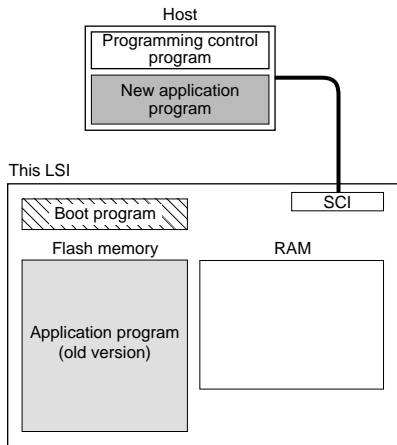 Host
Programming control
program
New application
program
This LSI
SCI
Boot program
Flash memory
RAM
Application program
(old version)